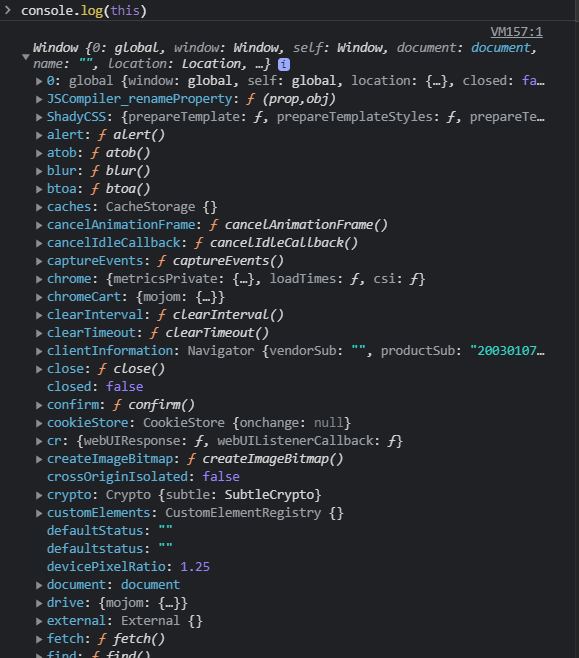 console.log(this)
VM157:1
Window {0: global, window: Window, self: Window, document: document,
name: "", location: Location, …} i
0: global {window: global, self: global, location: {…}, closed: fa…
JSCompiler_renameProperty: ƒ (prop,obj)
ShadyCSS: {prepareTemplate: ƒ, prepareTemplateStyles: ƒ, prepareTe…
alert: ƒ alert()
atob: ƒ atob()
blur: ƒ blur()
btoa: ƒ btoa()
caches: CacheStorage {}
cancelAnimationFrame: ƒ cancelAnimationFrame()
cancelIdleCallback: ƒ cancelIdleCallback()
captureEvents: ƒ captureEvents()
chrome: {metricsPrivate: {…}, loadTimes: ƒ, csi: ƒ}
chromeCart: {mojom: {…}}
clearInterval: ƒ clearInterval()
clearTimeout: ƒ clearTimeout()
clientInformation: Navigator {vendorSub: "", productSub: "20030107…
close: ƒ close()
closed: false
confirm: ƒ confirm()
cookieStore: CookieStore {onchange: null}
cr: {webUIResponse: ƒ, webUIListenerCallback: ƒ}
createImageBitmap: ƒ createImageBitmap()
crossOriginIsolated: false
crypto: Crypto {subtle: SubtleCrypto}
customElements: CustomElementRegistry {}
defaultStatus: ""
defaultstatus: ""
devicePixelRatio: 1.25
document: document
drive: {mojom: {…}}
external: External {}
fetch: ƒ fetch()
find: ƒ find()